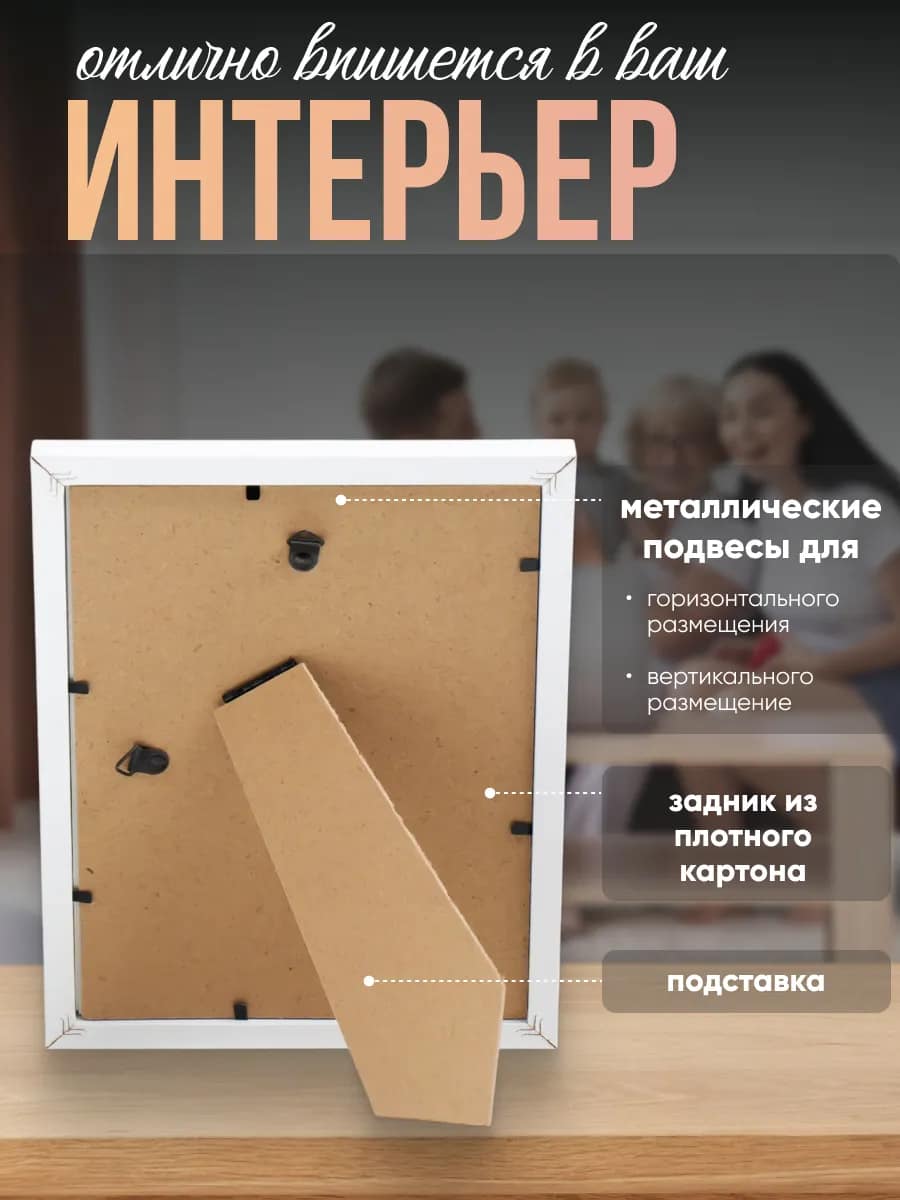 отлично впишется в ваш
ИНТЕРЬЕР
металлические
подвесы для
• горизонтального
размещения
• вертикального
размещение
задник из
плотного
картона
подставка